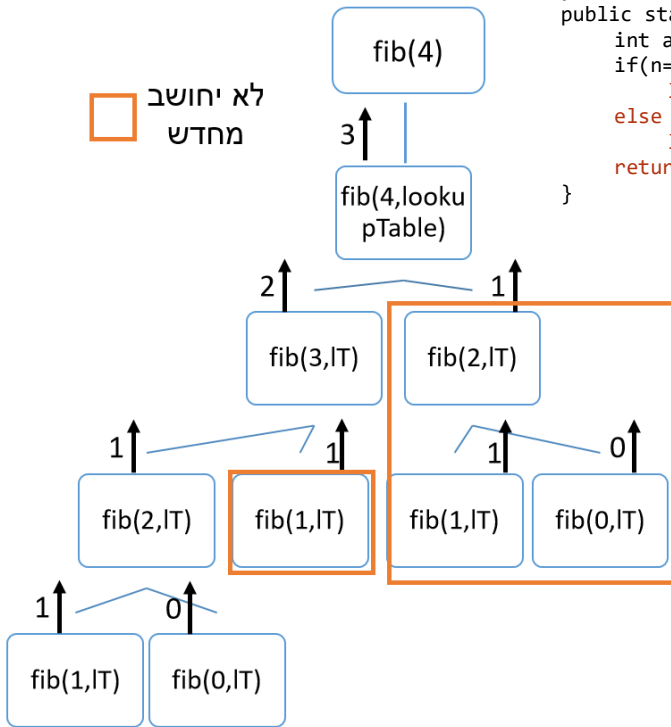 public sta
int a
if(n=
else
retur
}
fib(4)
לא יחושב
מחדש
3
fib(4,looku
pTable)
2
1
fib(3,lT)
fib(2,lT)
1
1
1
0
fib(2,lT)
fib(1,lT)
fib(1,lT)
fib(0,lT)
1
0
fib(1,lT)
fib(0,lT)